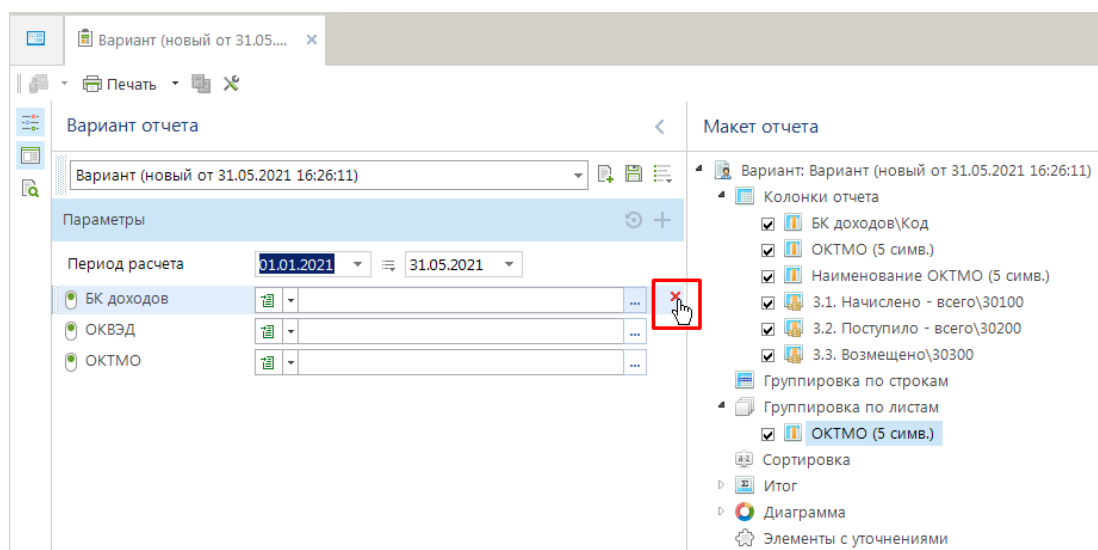 Вариант (новый от 31.05....
Печать
Вариант отчета
Вариант (новый от 31.05.2021 16:26:11)
Параметры
Период расчета 01.01.2021 31.05.2021
БК доходов ...
ОКВЭД ...
ОКТМО ...
Макет отчета
Вариант: Вариант (новый от 31.05.2021 16:26:11)
Колонки отчета
БК доходов\Код
ОКТМО (5 симв.)
Наименование ОКТМО (5 симв.)
3.1. Начислено - всего\30100
3.2. Поступило - всего\30200
3.3. Возмещено\30300
Группировка по строкам
Группировка по листам
ОКТМО (5 симв.)
a-z Сортировка
Σ Итог
Диаграмма
Элементы с уточнениями